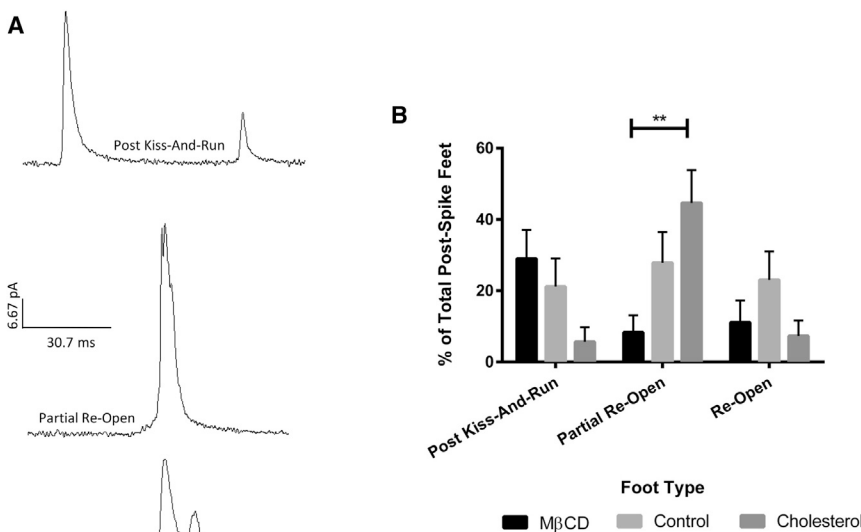 A
Post Kiss-And-Run
6.67 pA
30.7 ms
Partial Re-Open
B
**
% of Total Post-Spike Feet
60
40
20
0
Post Kiss-And-Run
Partial Re-Open
Re-Open
Foot Type
MβCD
Control
Cholesterol